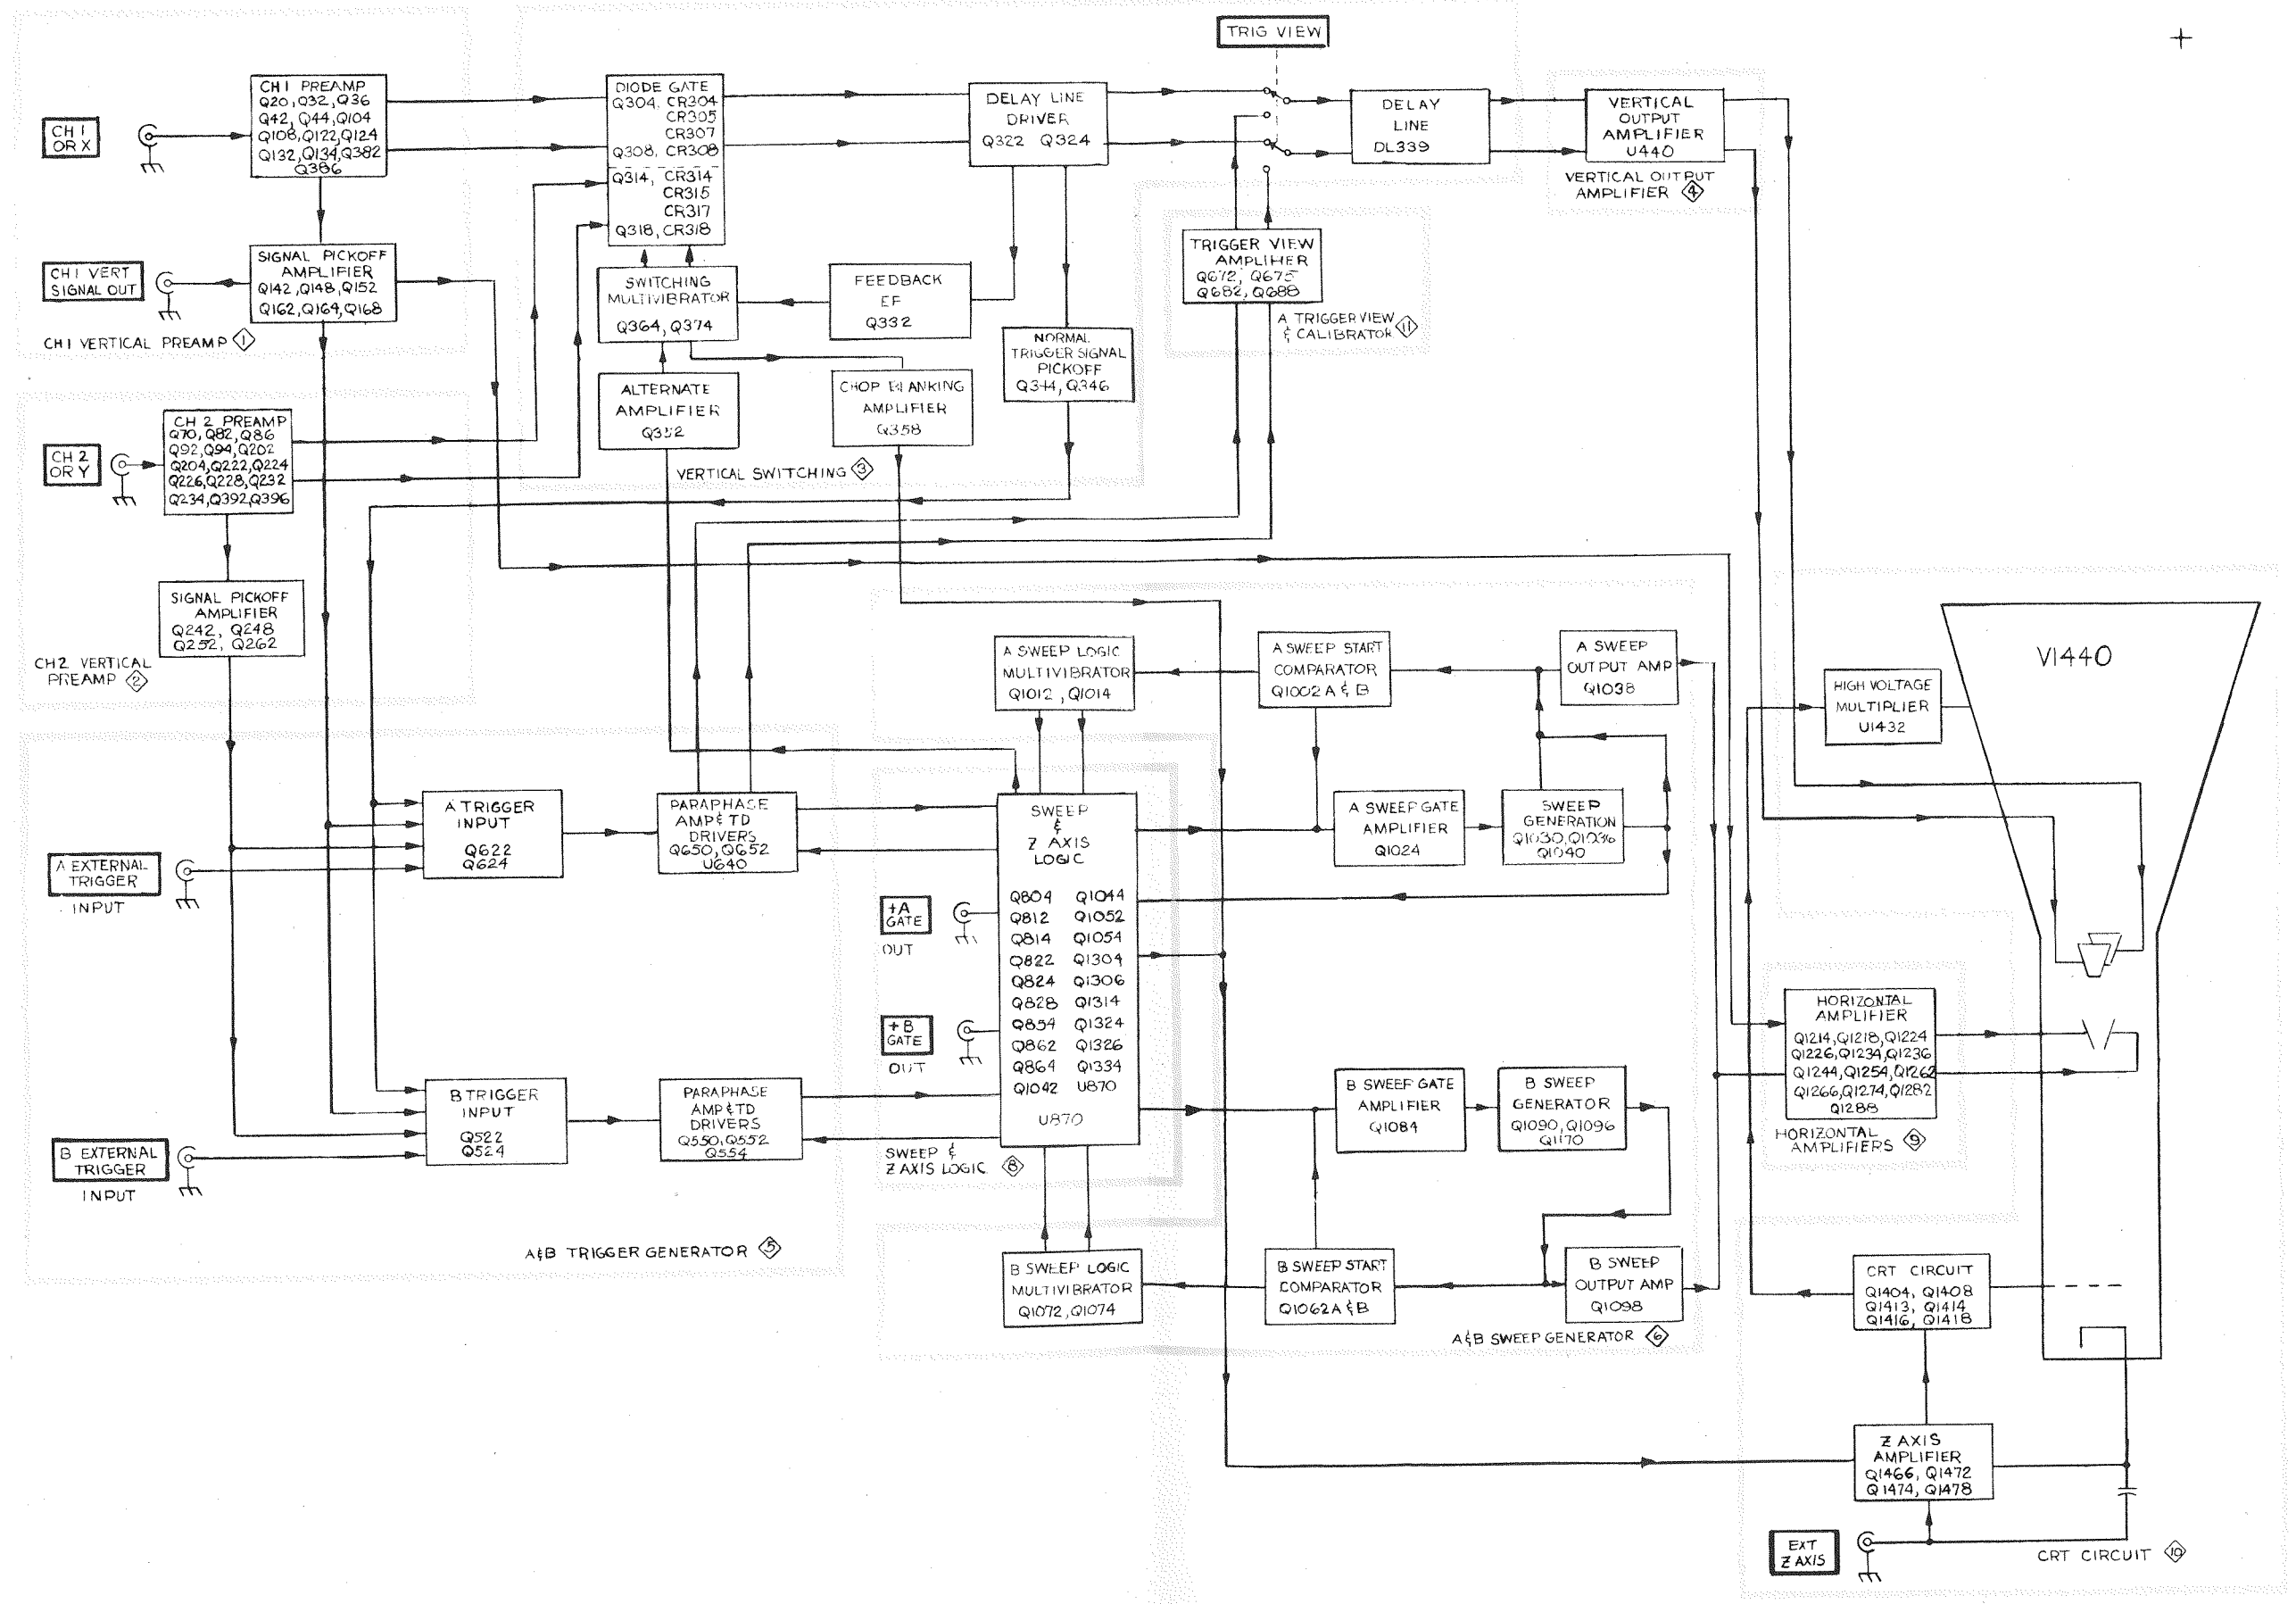 TRIG VIEW
CH 1
OR X
CH 1 PREAMP
Q20, Q32, Q36
Q42, Q44, Q104
Q108, Q122, Q124
Q132, Q134, Q382
Q386
DIODE GATE
Q304, CR304
CR305
CR307
Q308, CR308
Q314, CR314
CR315
CR317
Q318, CR318
DELAY LINE
DRIVER
Q322 Q324
DELAY
LINE
DL339
VERTICAL
OUTPUT
AMPLIFIER
U440
VERTICAL OUTPUT
AMPLIFIER 4
CH 1 VERT
SIGNAL OUT
SIGNAL PICKOFF
AMPLIFIER
Q142, Q148, Q152
Q162, Q164, Q168
CH 1 VERTICAL PREAMP 1
SWITCHING
MULTIVIBRATOR
Q364, Q374
FEEDBACK
EF
Q332
NORMAL
TRIGGER SIGNAL
PICKOFF
Q344, Q346
TRIGGER VIEW
AMPLIFIER
Q672, Q675
Q682, Q688
A TRIGGER VIEW
& CALIBRATOR 11
ALTERNATE
AMPLIFIER
Q352
CHOP BLANKING
AMPLIFIER
Q358
VERTICAL SWITCHING 3
CH 2
OR Y
CH 2 PREAMP
Q70, Q82, Q86
Q92, Q94, Q202
Q204, Q222, Q224
Q226, Q228, Q232
Q234, Q392, Q396
SIGNAL PICKOFF
AMPLIFIER
Q242, Q248
Q252, Q262
CH 2 VERTICAL
PREAMP 2
A SWEEP LOGIC
MULTIVIBRATOR
Q1012, Q1014
A SWEEP START
COMPARATOR
Q1002A & B
A SWEEP
OUTPUT AMP
Q1038
HIGH VOLTAGE
MULTIPLIER
U1432
V1440
A EXTERNAL
TRIGGER
INPUT
A TRIGGER
INPUT
Q622
Q624
PARAPHASE
AMP & TD
DRIVERS
Q650, Q652
U640
SWEEP
&
Z AXIS
LOGIC
Q804 Q1044
Q812 Q1052
Q814 Q1054
Q822 Q1304
Q824 Q1306
Q828 Q1314
Q854 Q1324
Q862 Q1326
Q864 Q1334
Q1042 U870
U870
A SWEEP GATE
AMPLIFIER
Q1024
SWEEP
GENERATION
Q1030, Q1036
Q1040
+A
GATE
OUT
+B
GATE
OUT
HORIZONTAL
AMPLIFIER
Q1214, Q1218, Q1224
Q1226, Q1234, Q1236
Q1244, Q1254, Q1262
Q1266, Q1274, Q1282
Q1288
HORIZONTAL
AMPLIFIERS 9
B EXTERNAL
TRIGGER
INPUT
B TRIGGER
INPUT
Q522
Q524
PARAPHASE
AMP & TD
DRIVERS
Q550, Q552
Q554
SWEEP &
Z AXIS LOGIC 8
B SWEEP GATE
AMPLIFIER
Q1084
B SWEEP
GENERATOR
Q1090, Q1096
Q1170
A&B TRIGGER GENERATOR 5
B SWEEP LOGIC
MULTIVIBRATOR
Q1072, Q1074
B SWEEP START
COMPARATOR
Q1062A & B
B SWEEP
OUTPUT AMP
Q1098
A&B SWEEP GENERATOR 6
CRT CIRCUIT
Q1404, Q1408
Q1413, Q1414
Q1416, Q1418
Z AXIS
AMPLIFIER
Q1466, Q1472
Q1474, Q1478
EXT
Z AXIS
CRT CIRCUIT 10